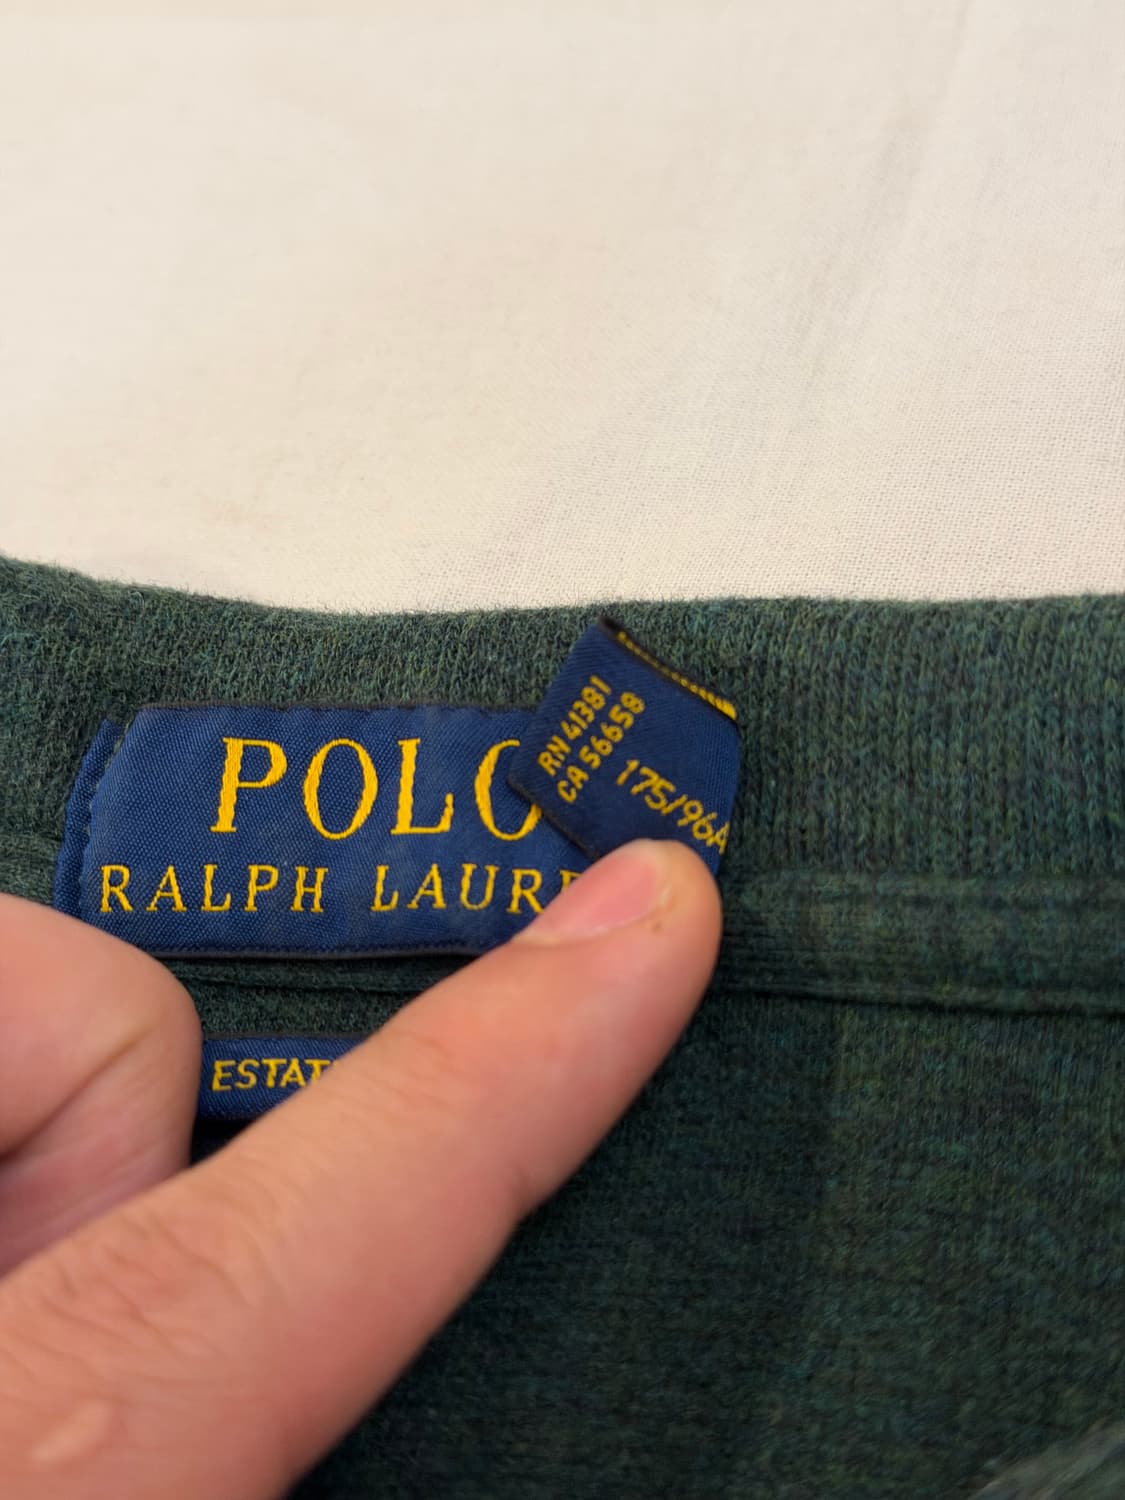 POLO
RALPH LAUR
ESTAT
RN 41381
CA 56658
175/96A